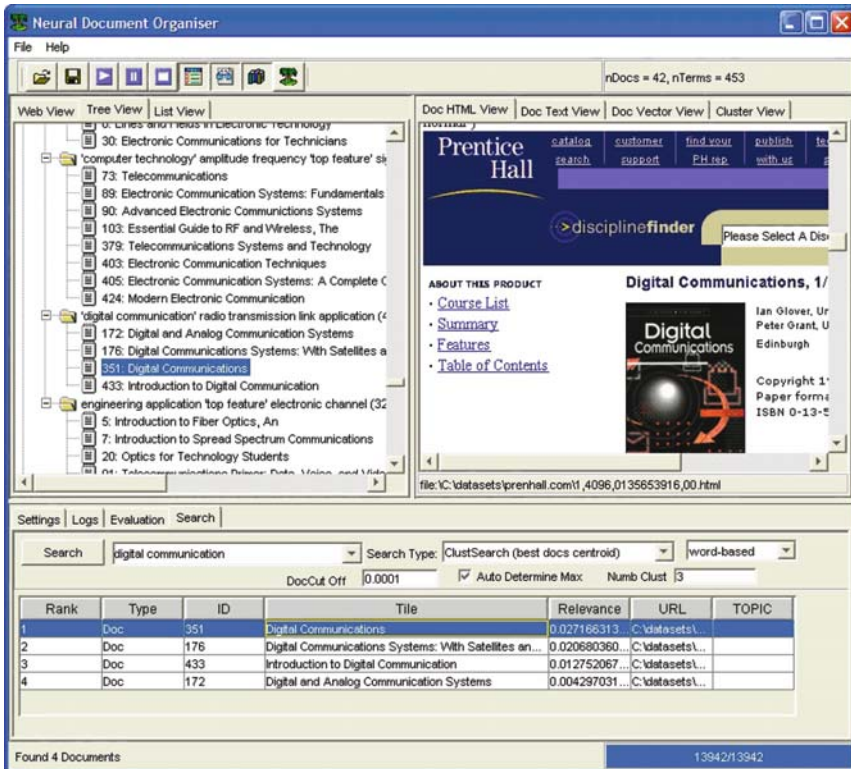 Neural Document Organiser
File Help
nDocs = 42, nTerms = 453
Web View Tree View List View
30: Electronic Communications for Technicians
'computer technology' amplitude frequency 'top feature' si
73: Telecommunications
89: Electronic Communication Systems: Fundamentals
90: Advanced Electronic Communictions Systems
103: Essential Guide to RF and Wireless, The
379: Telecommunications Systems and Technology
403: Electronic Communication Techniques
405: Electronic Communication Systems: A Complete C
424: Modern Electronic Communication
'digital communication' radio transmission link application (4
172: Digital and Analog Communication Systems
176: Digital Communications Systems: With Satellites a
351: Digital Communications
433: Introduction to Digital Communication
engineering application 'top feature' electronic channel (32
5: Introduction to Fiber Optics, An
7: Introduction to Spread Spectrum Communications
20: Optics for Technology Students
Doc HTML View Doc Text View Doc Vector View Cluster View
Prentice Hall
catalog search
customer support
find your PH rep
publish with us
disciplinefinder
Please Select A Dis
ABOUT THIS PRODUCT
· Course List
· Summary
· Features
· Table of Contents
Digital Communications, 1/
Digital Communications
Ian Glover, Un
Peter Grant, U
Edinburgh
Copyright 1
Paper forma
ISBN 0-13-5
file:\C:\datasets\prenhall.com\1,4096,0135653916,00.html
Settings Logs Evaluation Search
Search digital communication Search Type: ClustSearch (best docs centroid) word-based
DocCut Off 0.0001 Auto Determine Max Numb Clust 3
Rank Type ID Tile Relevance URL TOPIC
1 Doc 351 Digital Communications 0.027166313... C:\datasets\...
2 Doc 176 Digital Communications Systems: With Satellites an... 0.020680360... C:\datasets\...
3 Doc 433 Introduction to Digital Communication 0.012752067... C:\datasets\...
4 Doc 172 Digital and Analog Communication Systems 0.004297031... C:\datasets\...
Found 4 Documents 13942/13942